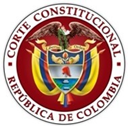 CORTE CONSTITUCIONAL
REPÚBLICA DE COLOMBIA